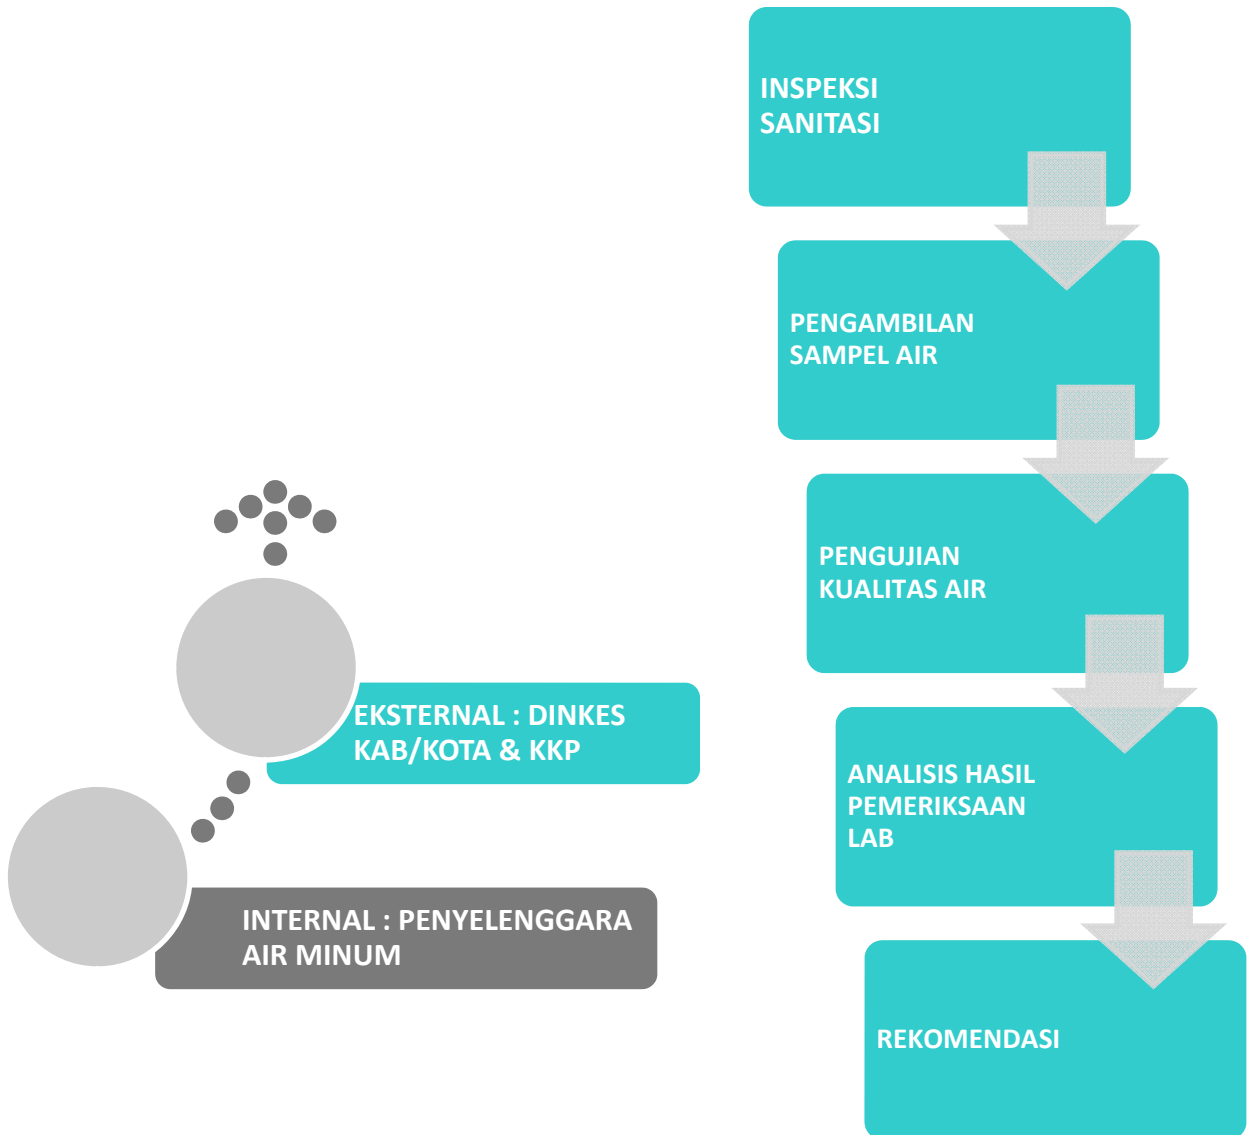 INSPEKSI
SANITASI
PENGAMBILAN
SAMPEL AIR
PENGUJIAN
KUALITAS AIR
ANALISIS HASIL
PEMERIKSAAN
LAB
REKOMENDASI
EKSTERNAL : DINKES
KAB/KOTA & KKP
INTERNAL : PENYELENGGARA
AIR MINUM